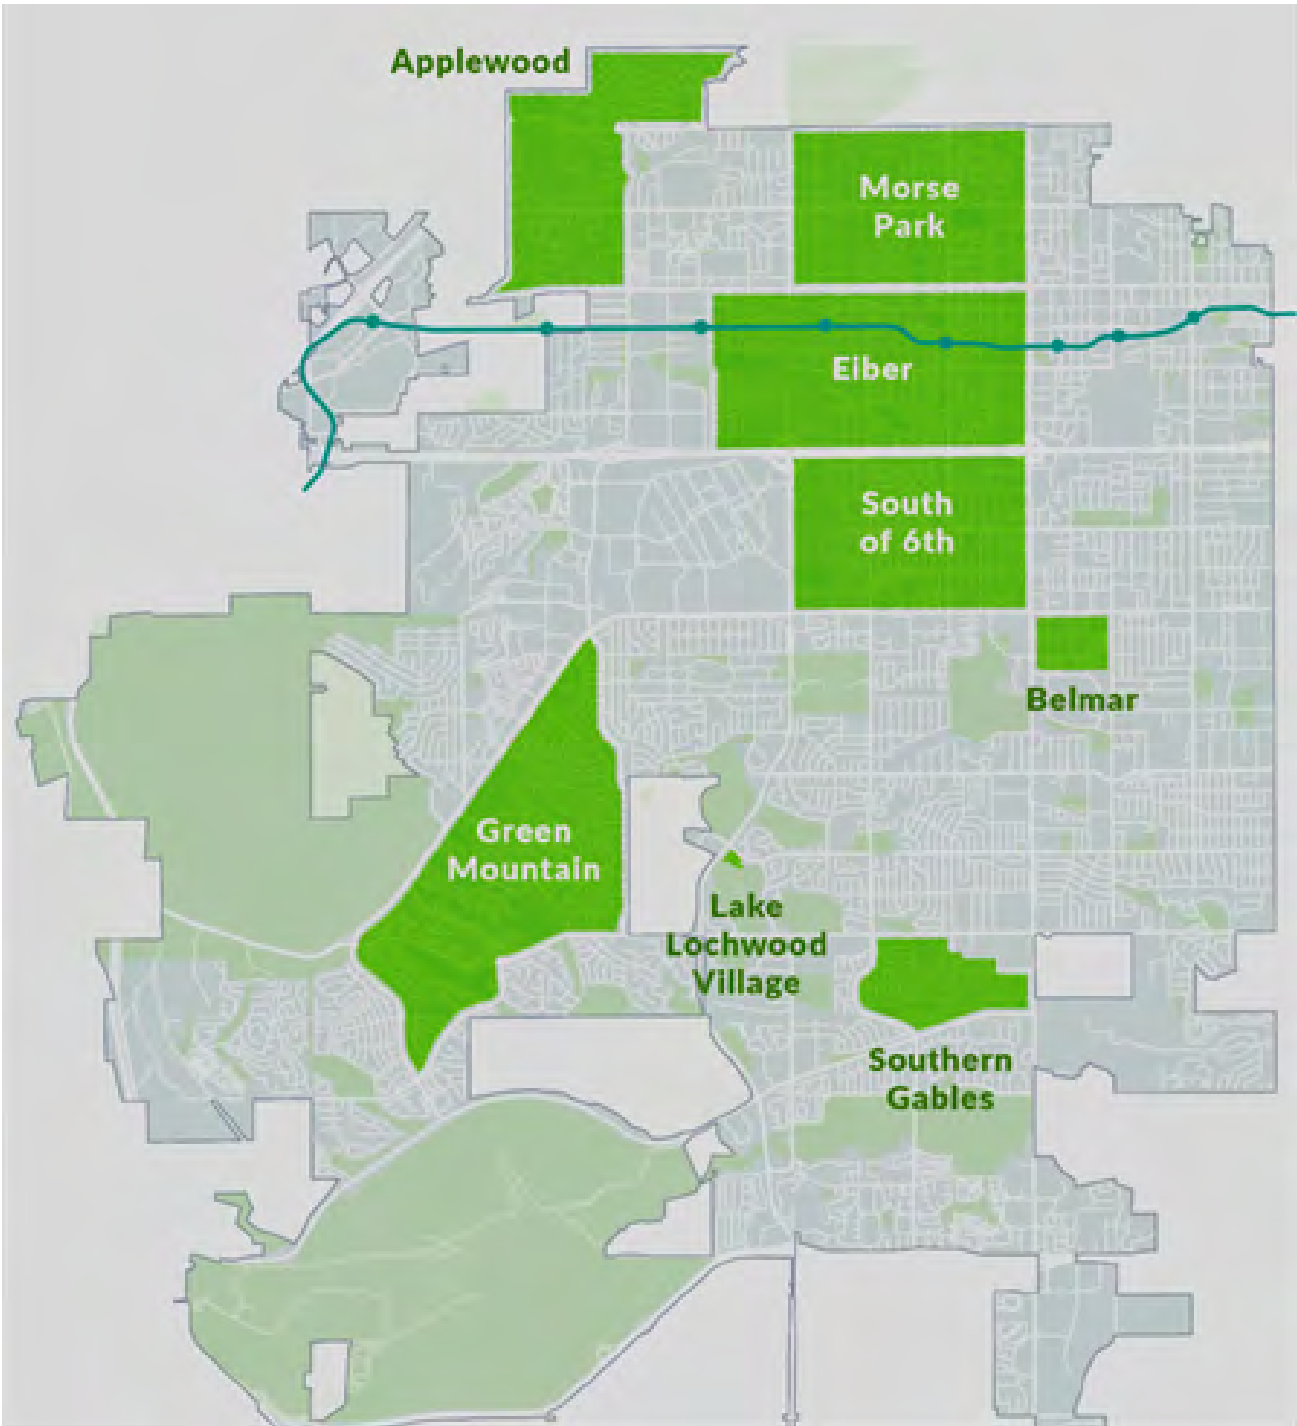 Applewood
Morse
Park
Eiber
South
of 6th
Belmar
Green
Mountain
Lake
Lochwood
Village
Southern
Gables